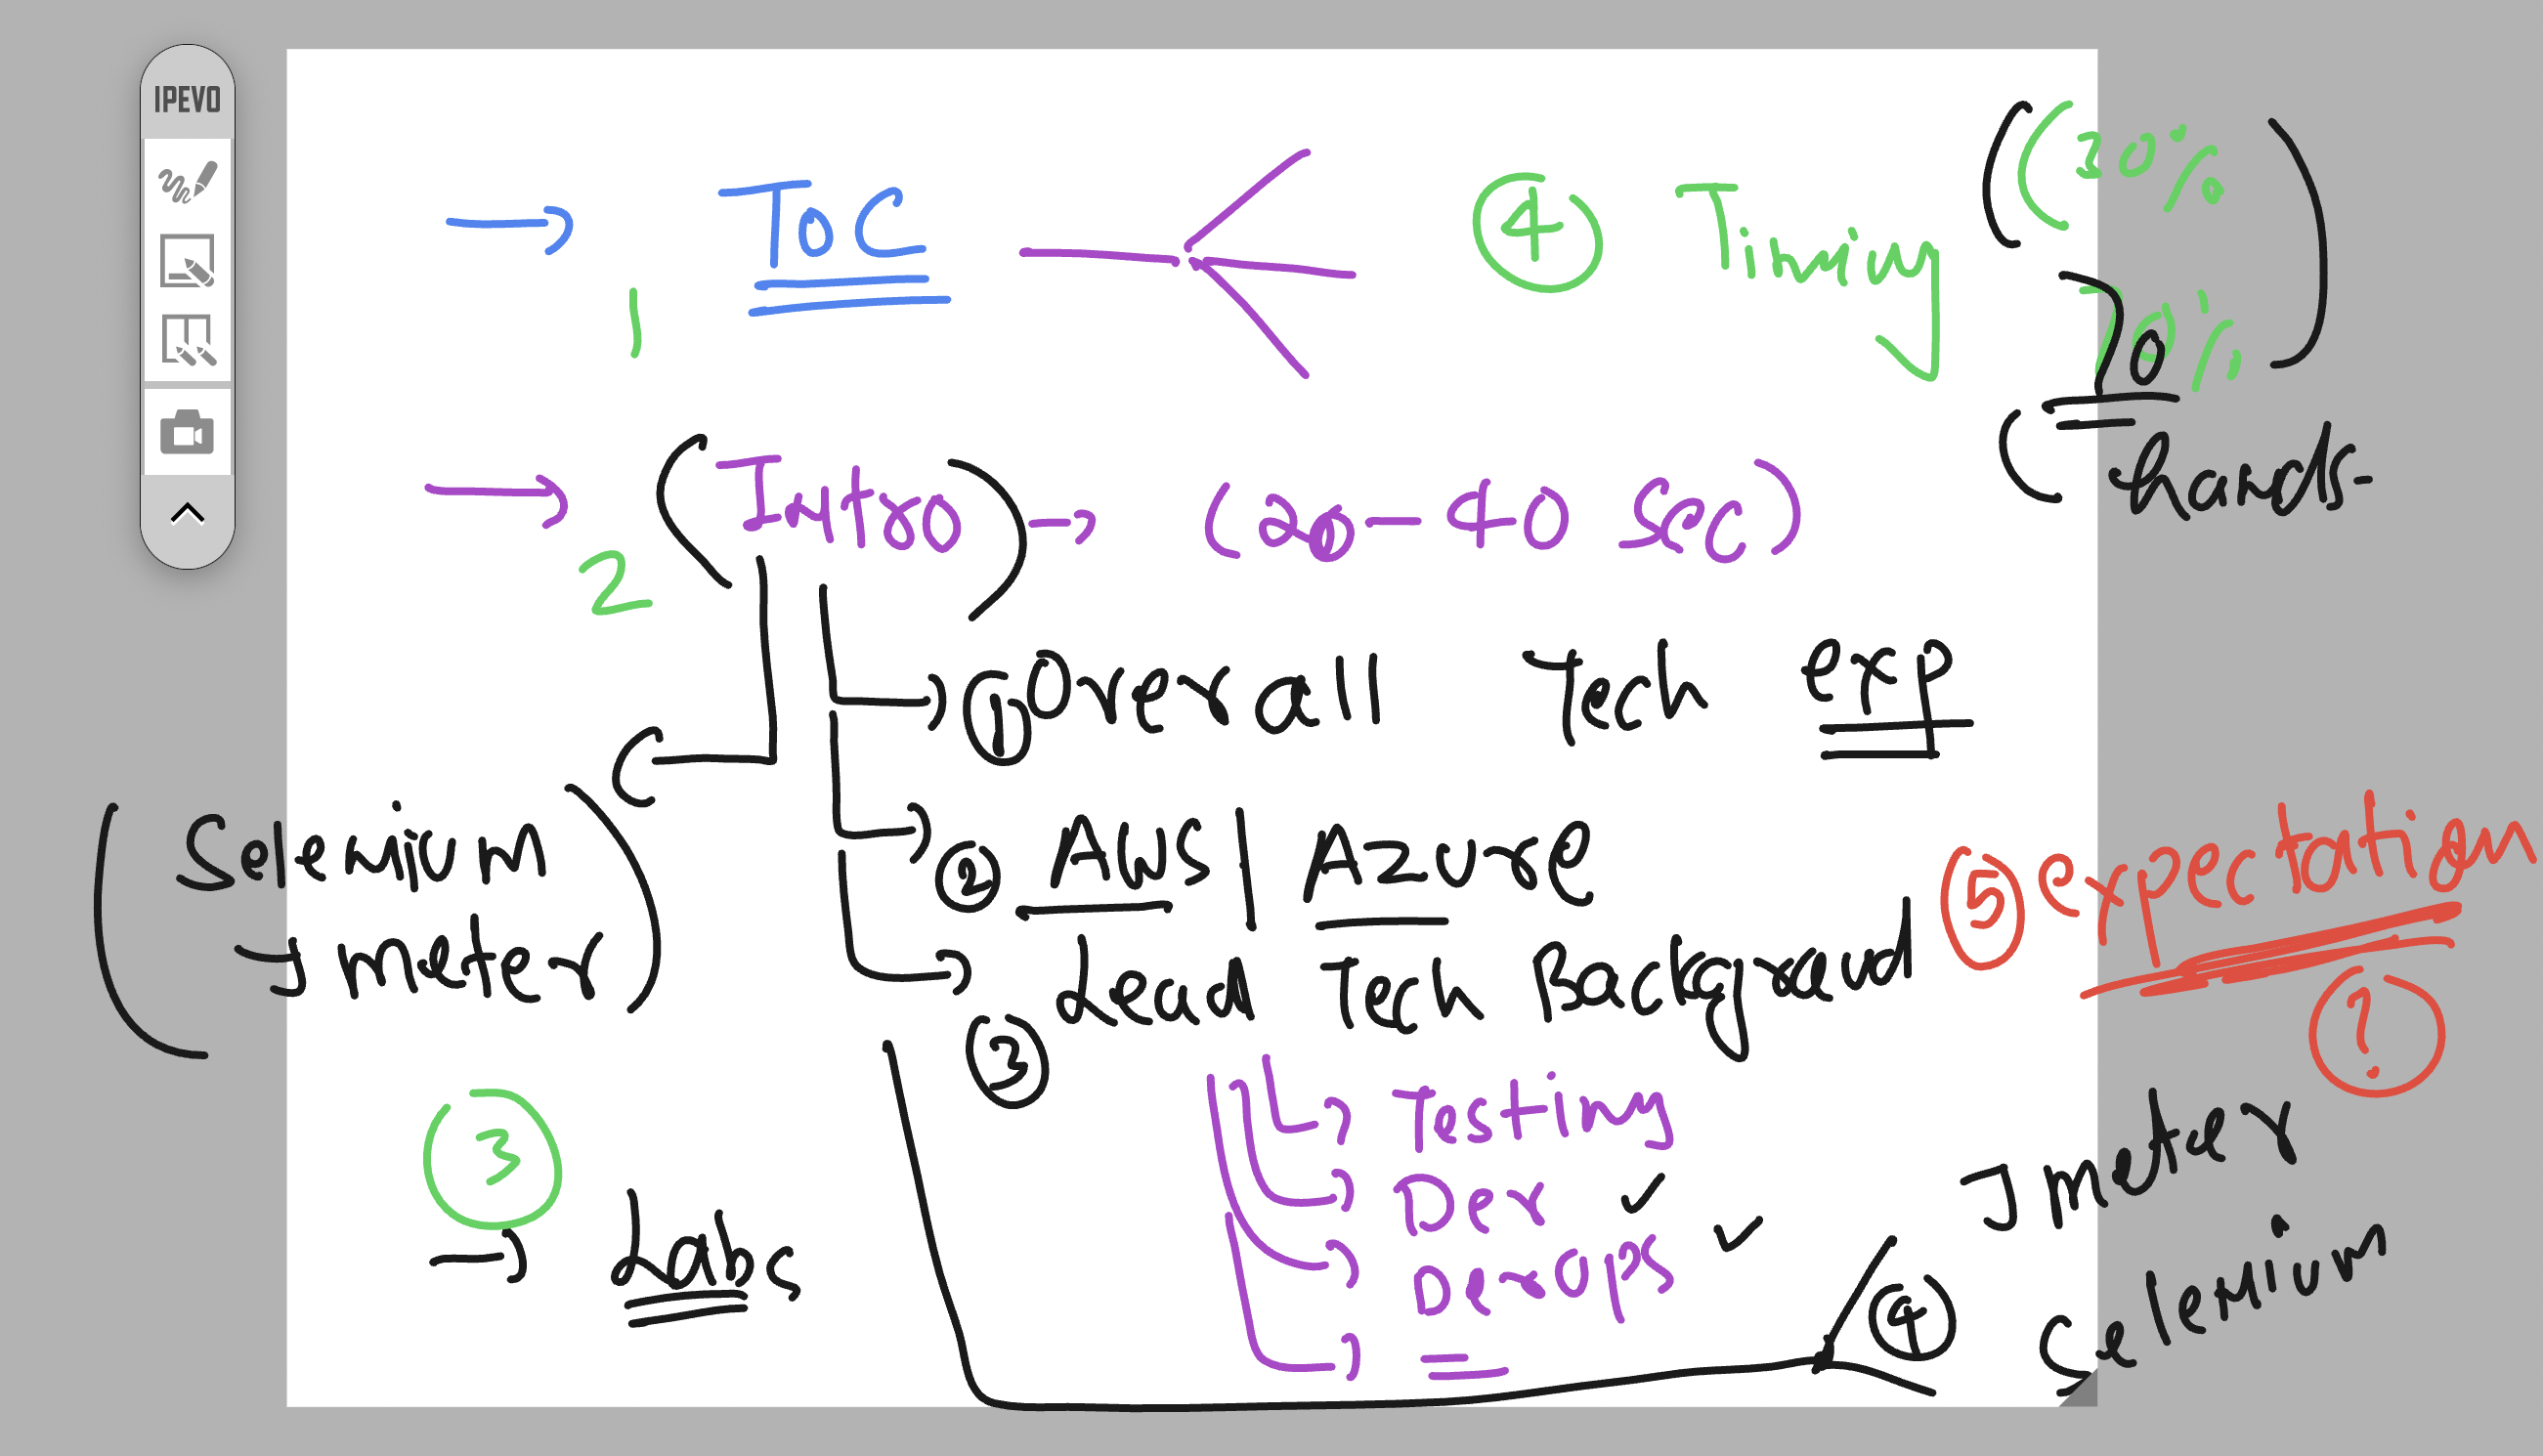 IPEVO
→ ToC
1
④ Timing
(30%
70%
(hands-
→ (Intro) → (20-40 Sec)
2
→ ① Overall Tech exp
→ ② AWS | Azure
→ ③ Lead Tech Backgroud
(Selenium
Jmeter)
⑤ expectation
?
→ Testing
→ Dev ✓
→ Devops ✓
→ =
③
→ Labs
④ Jmeter
Selenium